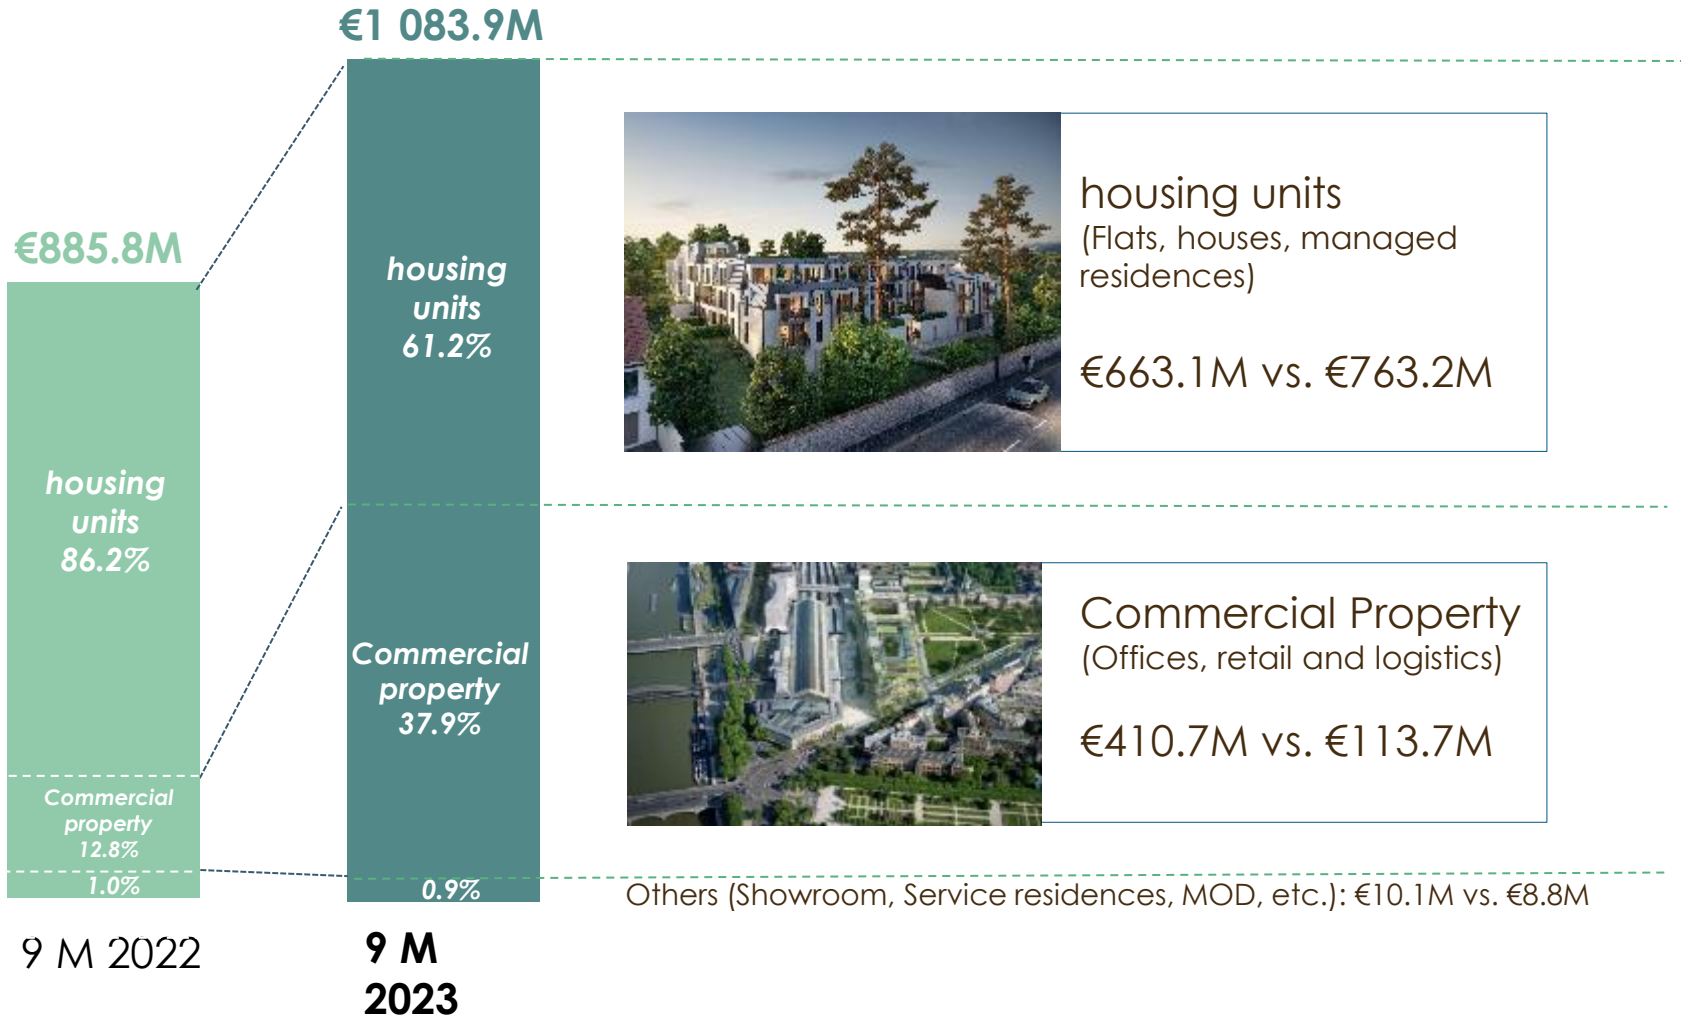 €1 083.9M
€885.8M
housing
units
86.2%
Commercial
property
12.8%
1.0%
9 M 2022
housing
units
61.2%
Commercial
property
37.9%
0.9%
9 M
2023
housing units
(Flats, houses, managed
residences)
€663.1M vs. €763.2M
Commercial Property
(Offices, retail and logistics)
€410.7M vs. €113.7M
Others (Showroom, Service residences, MOD, etc.): €10.1M vs. €8.8M